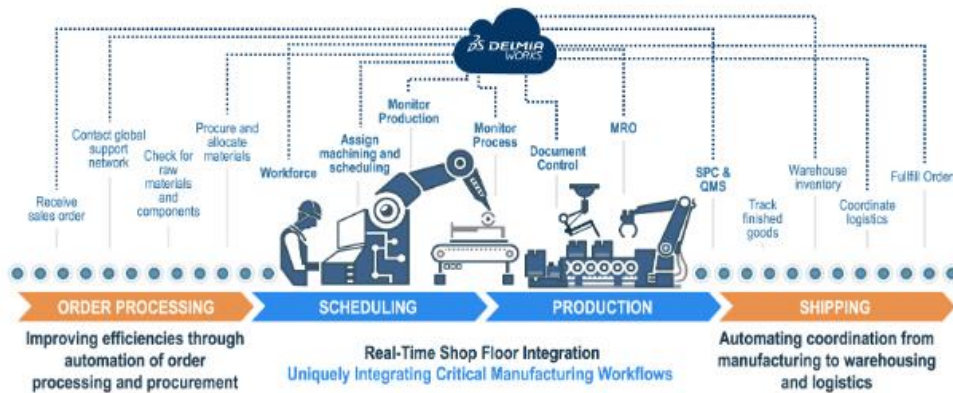 DS DELMIA
WORKS
Receive
sales order
Contact global
support
network
Check for
raw
materials
and
components
Procure and
allocate
materials
Workforce
Assign
machining and
scheduling
Monitor
Production
Monitor
Process
Document
Control
MRO
SPC &
QMS
Track
finished
goods
Warehouse
inventory
Coordinate
logistics
Fullfill Order
ORDER PROCESSING
SCHEDULING
PRODUCTION
SHIPPING
Improving efficiencies through
automation of order
processing and procurement
Real-Time Shop Floor Integration
Uniquely Integrating Critical Manufacturing Workflows
Automating coordination from
manufacturing to warehousing
and logistics